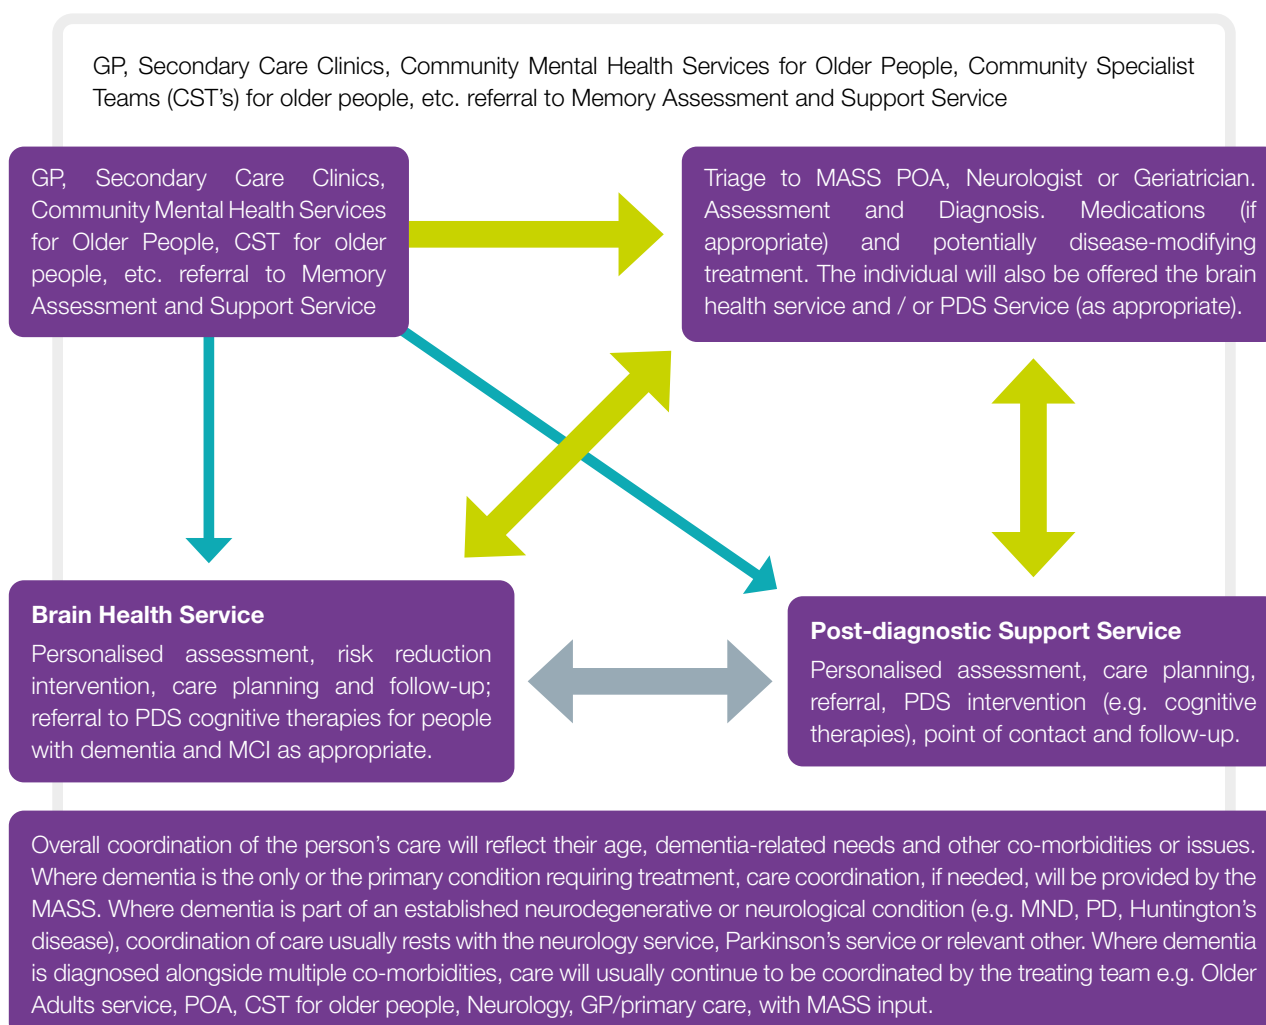 GP, Secondary Care Clinics, Community Mental Health Services for Older People, Community Specialist
Teams (CST's) for older people, etc. referral to Memory Assessment and Support Service
GP, Secondary Care Clinics,
Community Mental Health Services
for Older People, CST for older
people, etc. referral to Memory
Assessment and Support Service
Triage to MASS POA, Neurologist or Geriatrician.
Assessment and Diagnosis. Medications (if
appropriate) and potentially disease-modifying
treatment. The individual will also be offered the brain
health service and / or PDS Service (as appropriate).
Brain Health Service
Personalised assessment, risk reduction
intervention, care planning and follow-up;
referral to PDS cognitive therapies for people
with dementia and MCI as appropriate.
Post-diagnostic Support Service
Personalised assessment, care planning,
referral, PDS intervention (e.g. cognitive
therapies), point of contact and follow-up.
Overall coordination of the person's care will reflect their age, dementia-related needs and other co-morbidities or issues.
Where dementia is the only or the primary condition requiring treatment, care coordination, if needed, will be provided by the
MASS. Where dementia is part of an established neurodegenerative or neurological condition (e.g. MND, PD, Huntington's
disease), coordination of care usually rests with the neurology service, Parkinson's service or relevant other. Where dementia
is diagnosed alongside multiple co-morbidities, care will usually continue to be coordinated by the treating team e.g. Older
Adults service, POA, CST for older people, Neurology, GP/primary care, with MASS input.